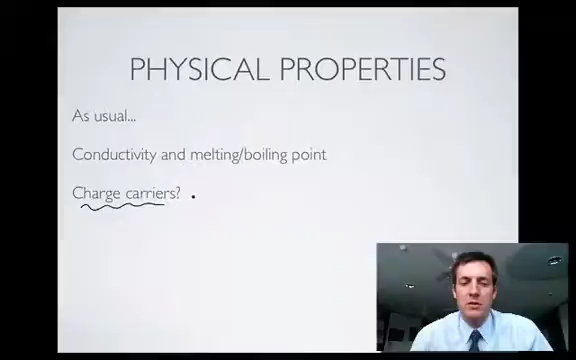 PHYSICAL PROPERTIES
As usual...
Conductivity and melting/boiling point
Charge carriers?